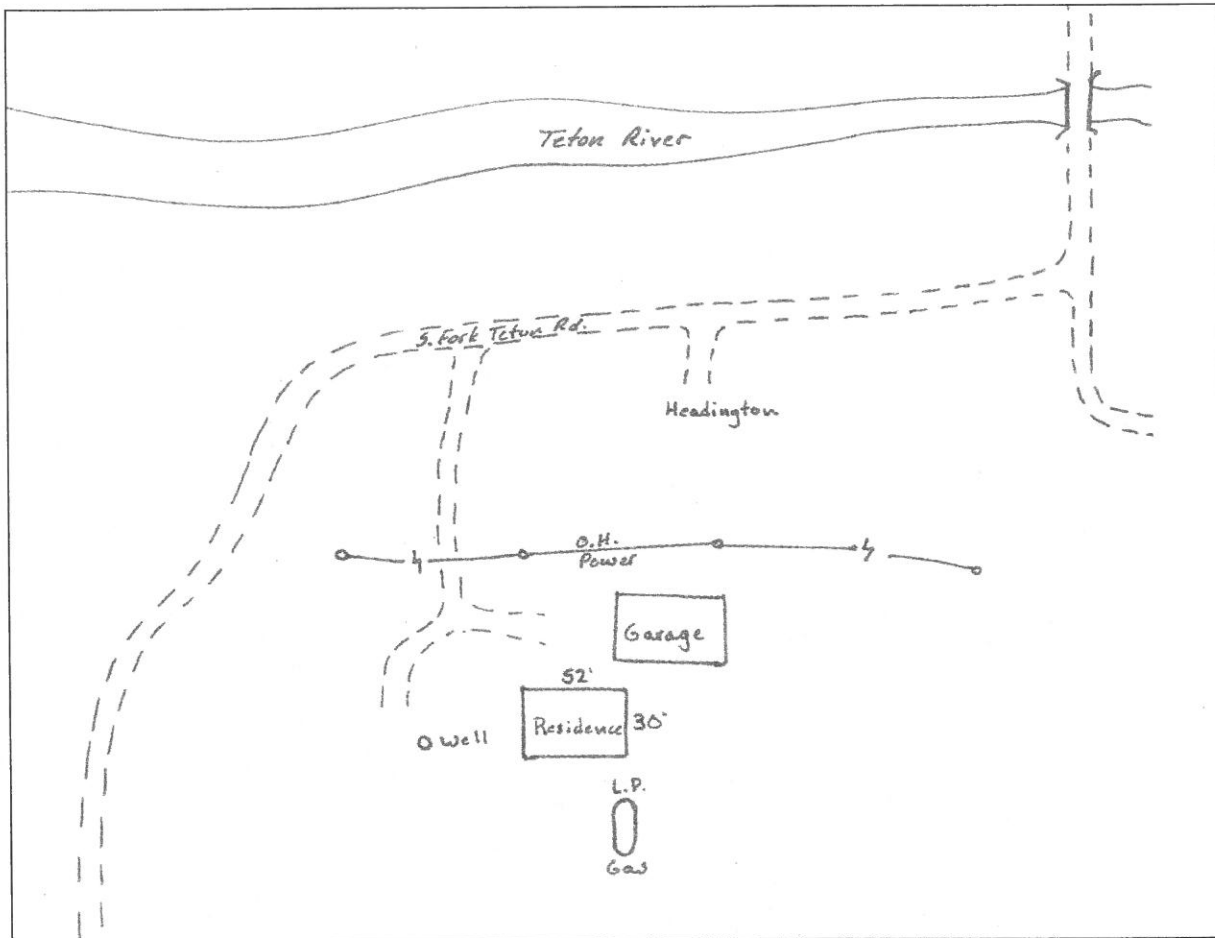 Teton River
S. Fork Teton Rd.
Headington
O.H.
Power
Garage
52'
Residence
30'
Well
L.P.
Gas